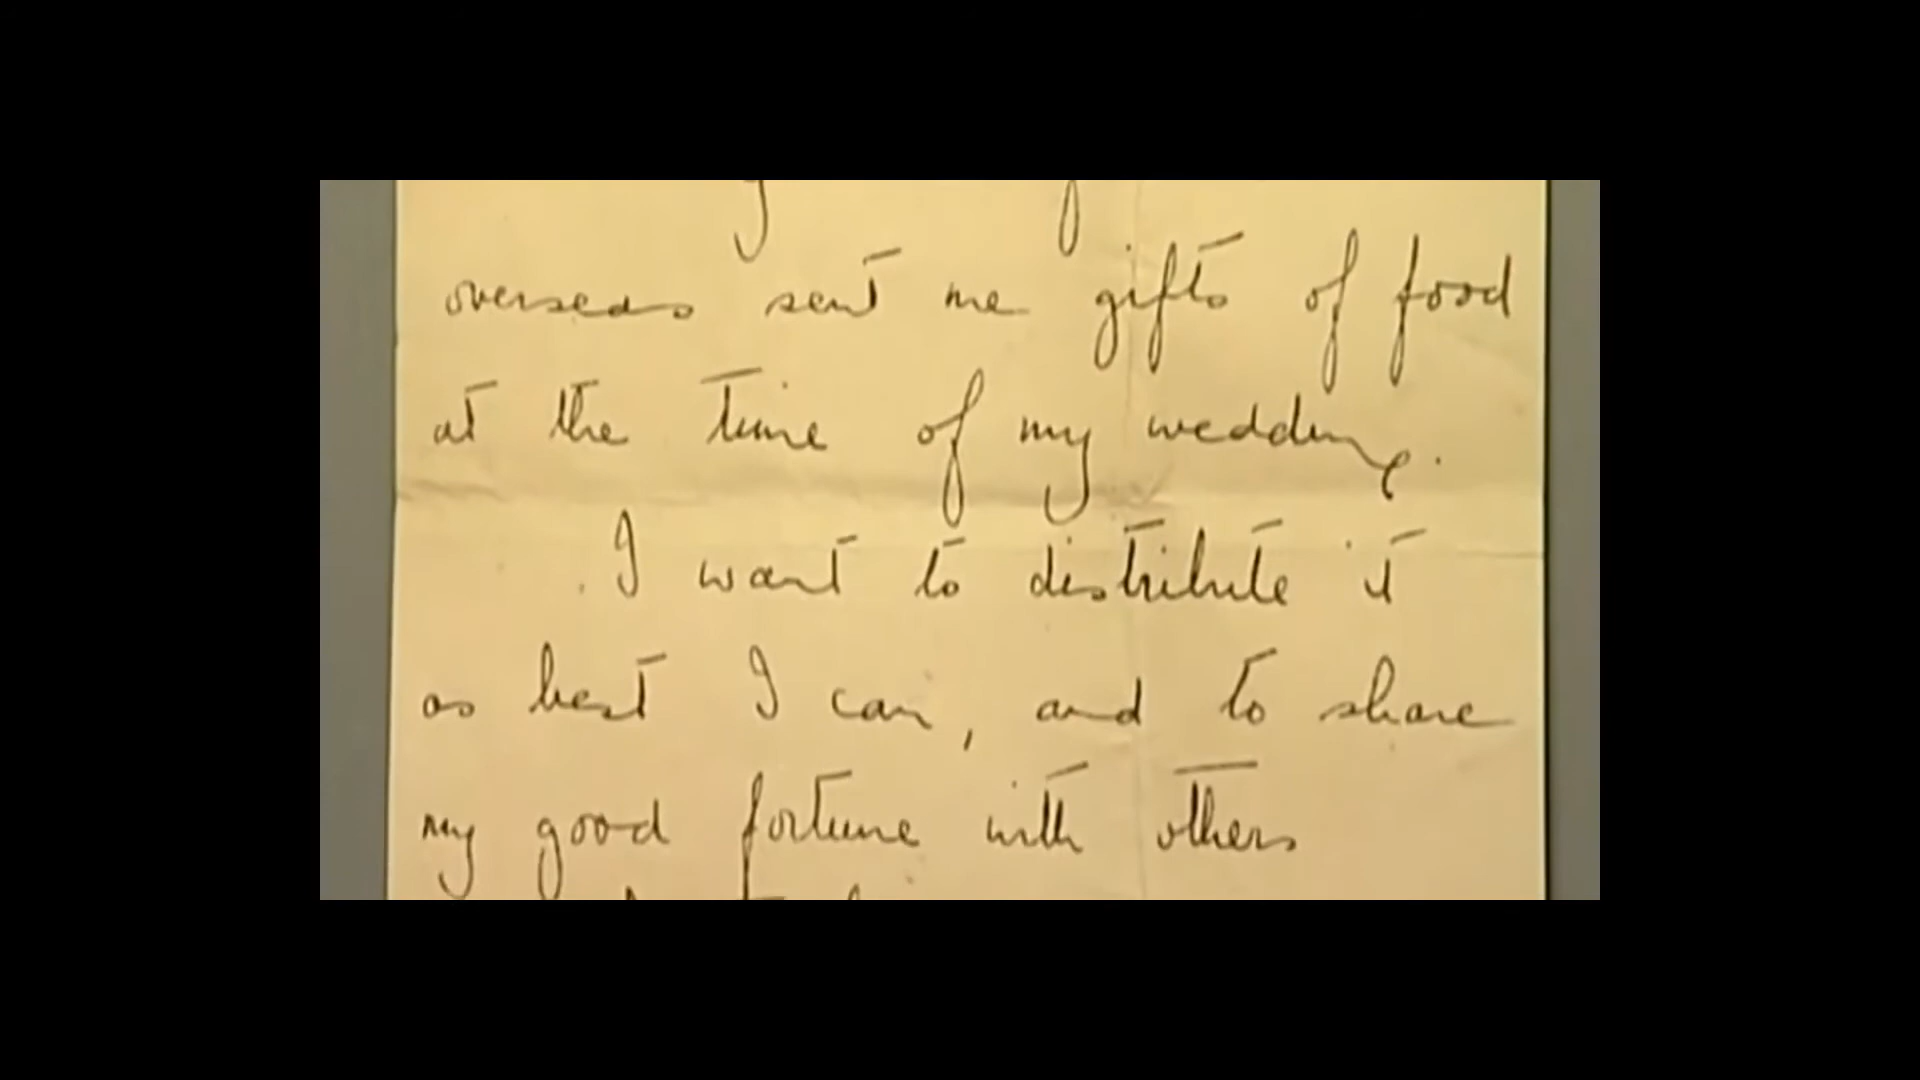 overseas sent me gifts of food
at the time of my wedding.
I want to distribute it
as best I can, and to share
my good fortune with others